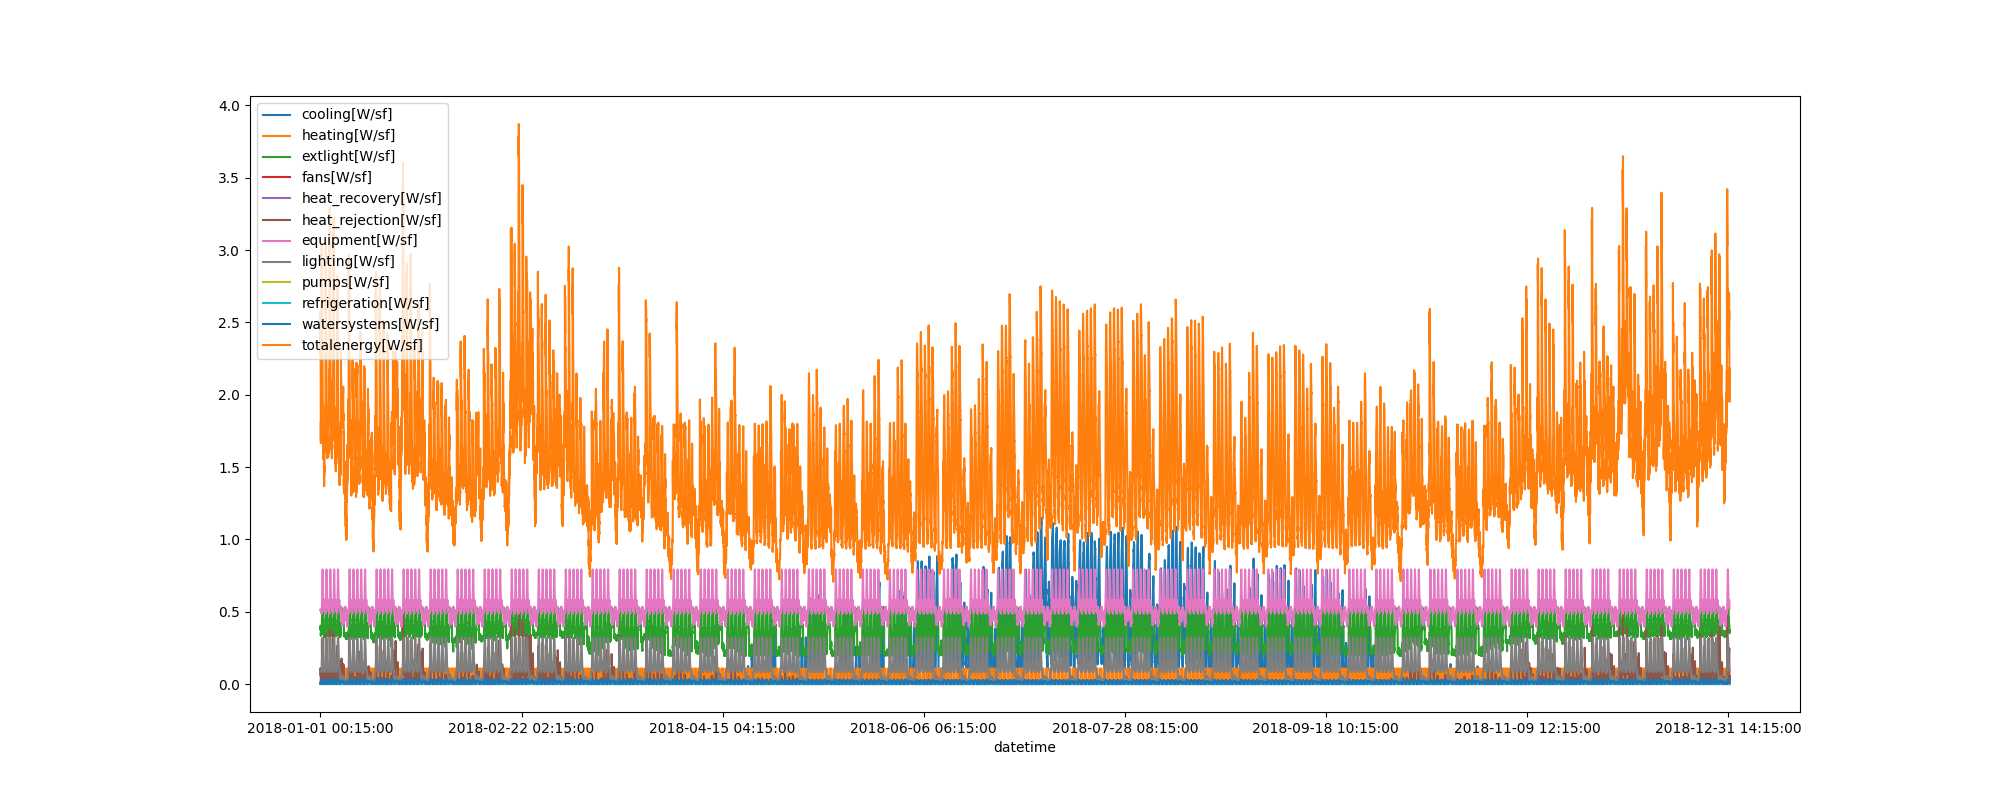 4.0
3.5
3.0
2.5
2.0
1.5
1.0
0.5
0.0
cooling[W/sf]
heating[W/sf]
extlight[W/sf]
fans[W/sf]
heat_recovery[W/sf]
heat_rejection[W/sf]
equipment[W/sf]
lighting[W/sf]
pumps[W/sf]
refrigeration[W/sf]
watersystems[W/sf]
totalenergy[W/sf]
2018-01-01 00:15:00 2018-02-22 02:15:00 2018-04-15 04:15:00 2018-06-06 06:15:00 2018-07-28 08:15:00 2018-09-18 10:15:00 2018-11-09 12:15:00 2018-12-31 14:15:00
datetime